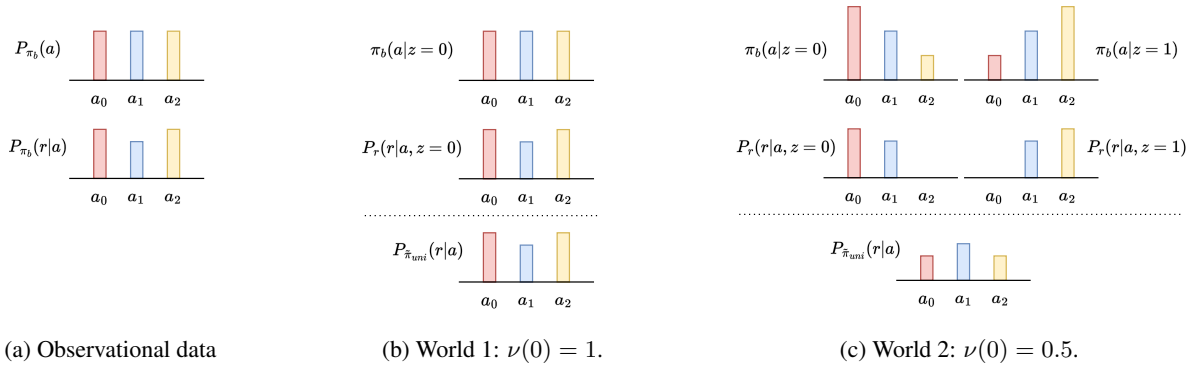 P_{π_b}(a)
a_0 a_1 a_2
P_{π_b}(r|a)
a_0 a_1 a_2
(a) Observational data
π_b(a|z = 0)
a_0 a_1 a_2
P_r(r|a, z = 0)
a_0 a_1 a_2
P_{π̃_{uni}}(r|a)
a_0 a_1 a_2
(b) World 1: ν(0) = 1.
π_b(a|z = 0) π_b(a|z = 1)
a_0 a_1 a_2 a_0 a_1 a_2
P_r(r|a, z = 0) P_r(r|a, z = 1)
a_0 a_1 a_2 a_0 a_1 a_2
P_{π̃_{uni}}(r|a)
a_0 a_1 a_2
(c) World 2: ν(0) = 0.5.